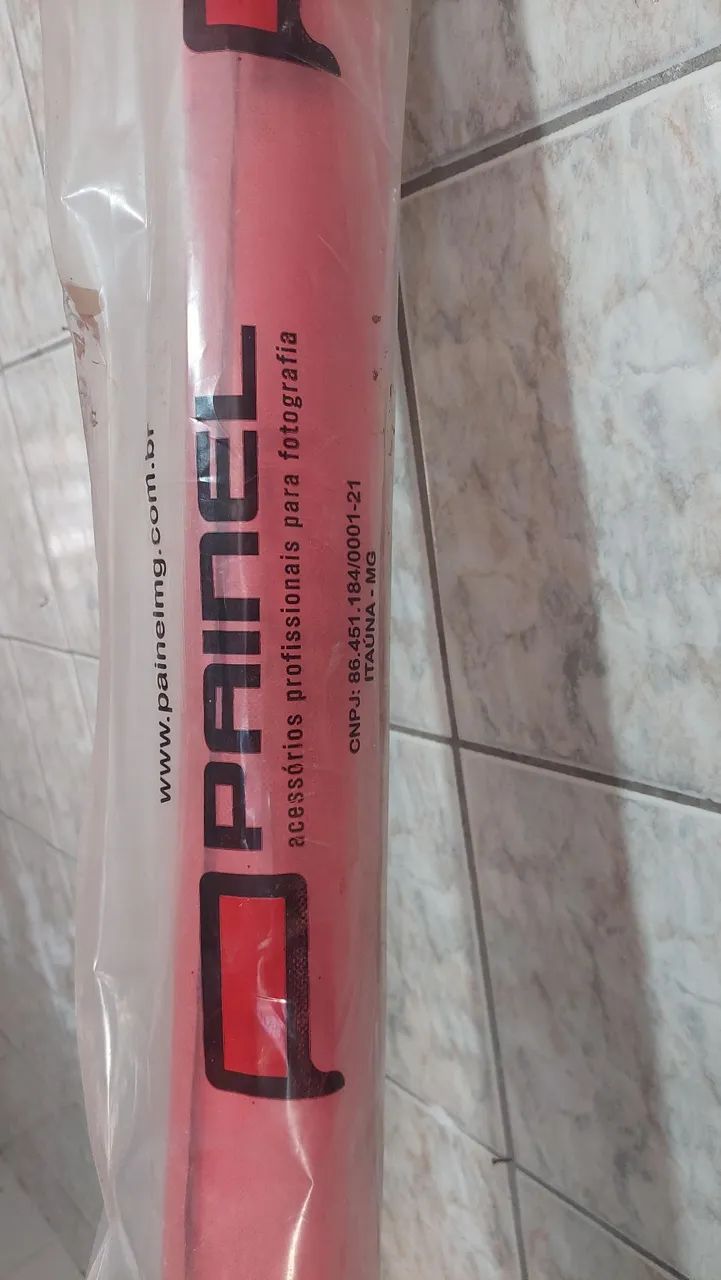 www.painelmg.com.br
PAINEL
acessórios profissionais para fotografia
CNPJ: 86.451.184/0001-21
ITAÚNA - MG